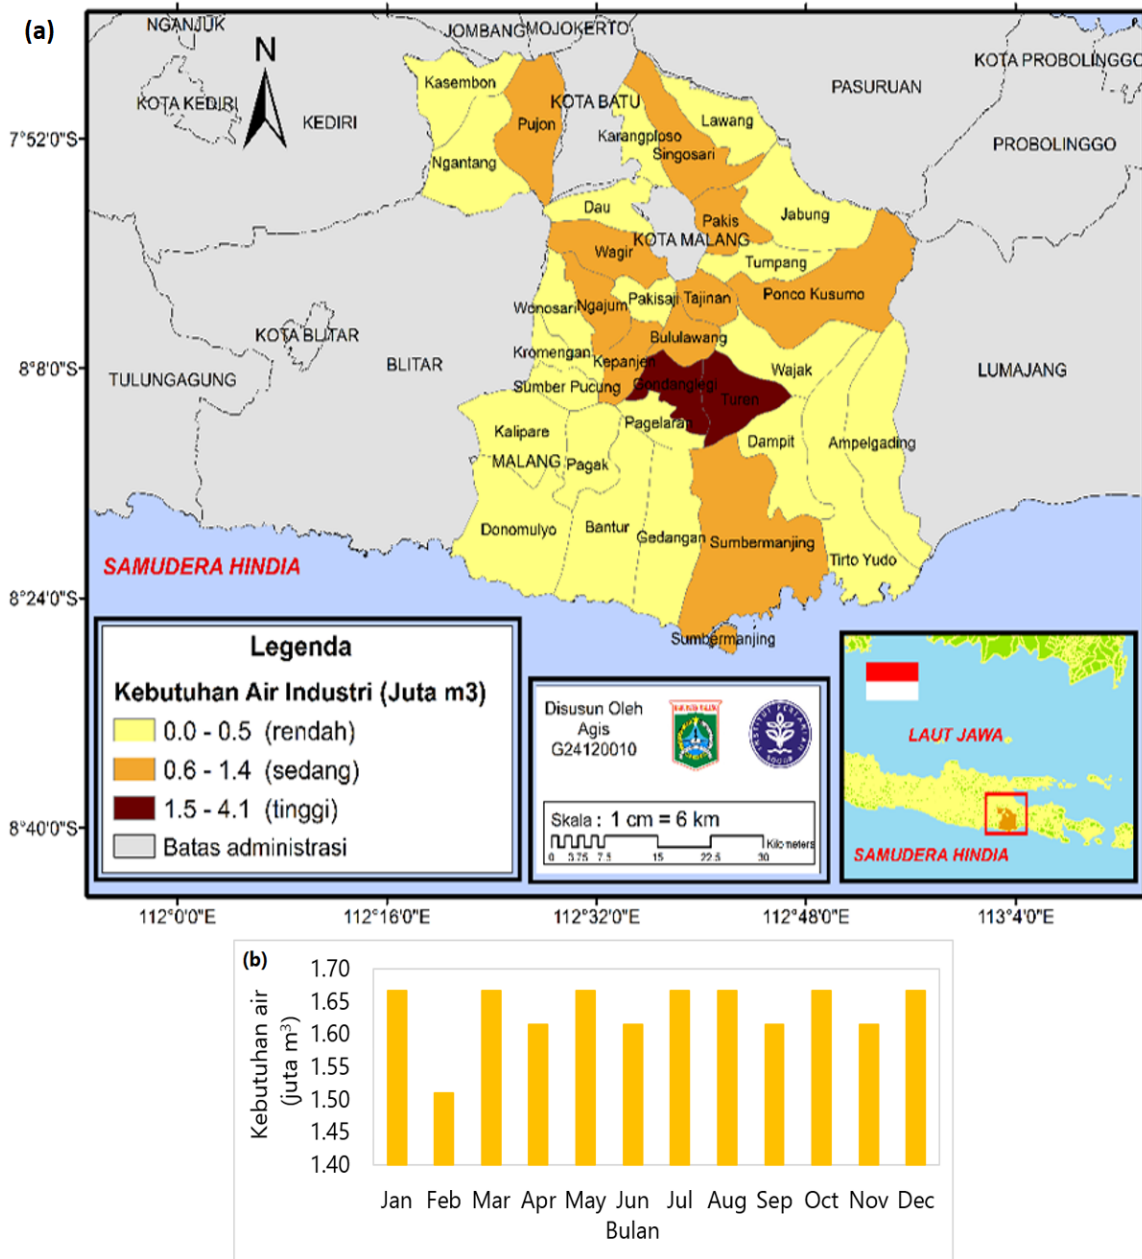 (a)
NGANJUK
JOMBANG
MOJOKERTO
KOTA PROBOLINGGO
N
Kasembon
KOTA KEDIRI
KEDIRI
KOTA BATU
PASURUAN
Pujon
Lawang
7°52'0"S
Karangploso
Singosari
PROBOLINGGO
Ngantang
Dau
Pakis
Jabung
KOTA MALANG
Wagir
Tumpang
Ponco Kusumo
Wonosari
Ngajum
Pakisaji
Tajinan
KOTA BLITAR
Bululawang
Kromengan
Kepanjen
8°8'0"S
TULUNGAGUNG
BLITAR
Wajak
LUMAJANG
Sumber Pucung
Gondanglegi
Turen
Pagelaran
Kalipare
Dampit
Ampelgading
MALANG
Pagak
Donomulyo
Bantur
Gedangan
Sumbermanjing
Tirto Yudo
SAMUDERA HINDIA
8°24'0"S
Sumbermanjing
Legenda
Kebutuhan Air Industri (Juta m3)
0.0 - 0.5 (rendah)
0.6 - 1.4 (sedang)
1.5 - 4.1 (tinggi)
Batas administrasi
Disusun Oleh
Agis
G24120010
Skala : 1 cm = 6 km
0 3.75 7.5 15 22.5 30 Kilometers
LAUT JAWA
SAMUDERA HINDIA
8°40'0"S
112°0'0"E 112°16'0"E 112°32'0"E 112°48'0"E 113°4'0"E
(b)
Kebutuhan air
(juta m³)
1.70
1.65
1.60
1.55
1.50
1.45
1.40
Jan Feb Mar Apr May Jun Jul Aug Sep Oct Nov Dec
Bulan